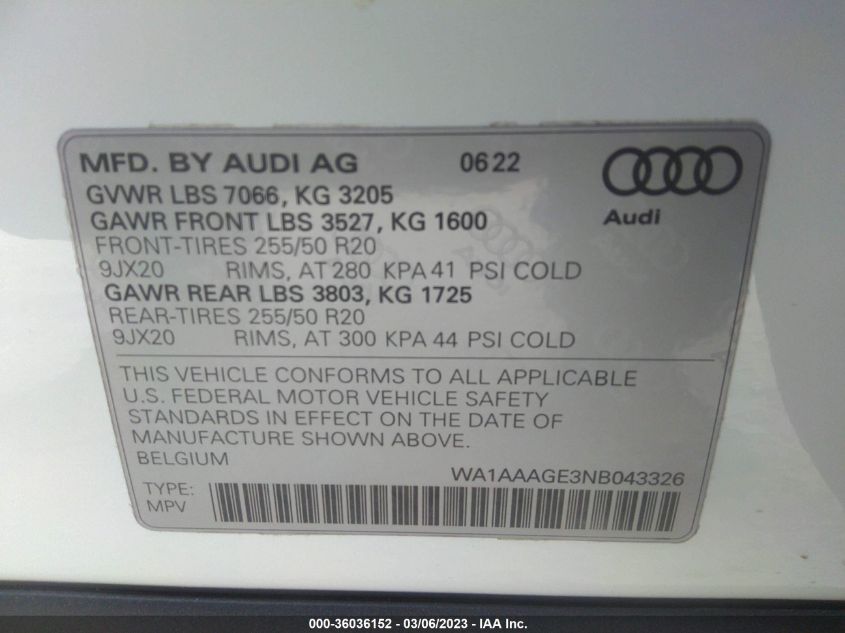 MFD. BY AUDI AG 0622
GVWR LBS 7066, KG 3205
GAWR FRONT LBS 3527, KG 1600
Audi
FRONT-TIRES 255/50 R20
9JX20 RIMS, AT 280 KPA 41 PSI COLD
GAWR REAR LBS 3803, KG 1725
REAR-TIRES 255/50 R20
9JX20 RIMS, AT 300 KPA 44 PSI COLD
THIS VEHICLE CONFORMS TO ALL APPLICABLE
U.S. FEDERAL MOTOR VEHICLE SAFETY
STANDARDS IN EFFECT ON THE DATE OF
MANUFACTURE SHOWN ABOVE.
BELGIUM
WA1AAAGE3NB043326
TYPE:
MPV
000-36036152 - 03/06/2023 - IAA Inc.